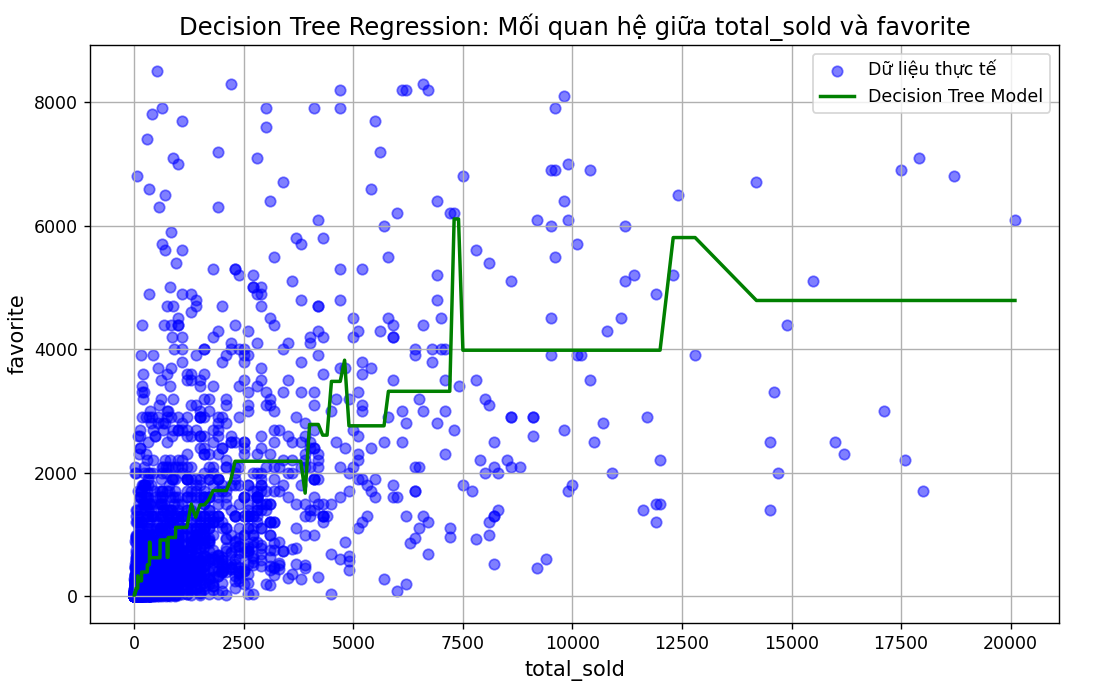 Decision Tree Regression: Mối quan hệ giữa total_sold và favorite
Dữ liệu thực tế
Decision Tree Model
favorite
8000
6000
4000
2000
0
0 2500 5000 7500 10000 12500 15000 17500 20000
total_sold